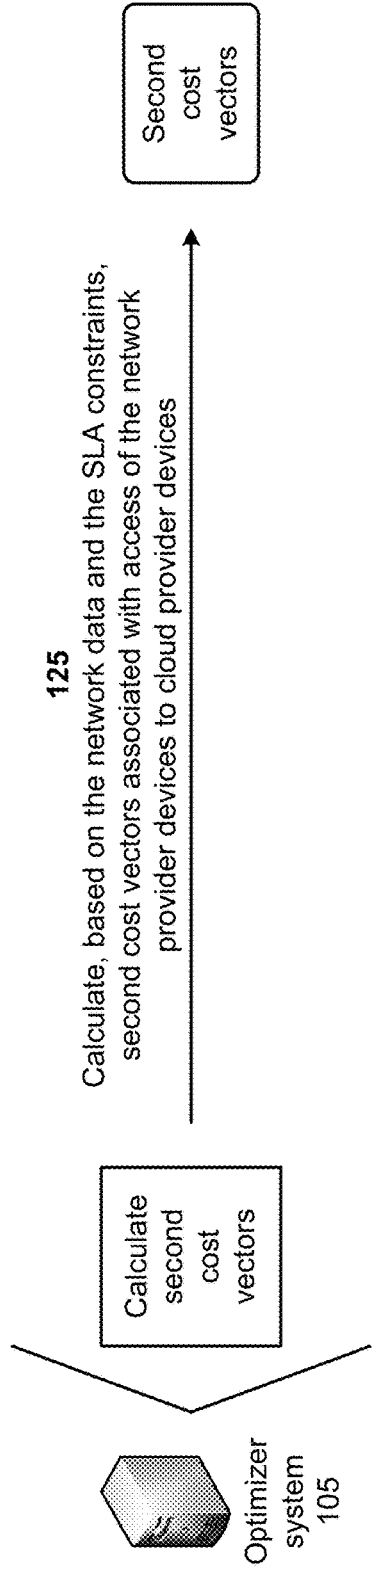 125
Calculate, based on the network data and the SLA constraints,
second cost vectors associated with access of the network
provider devices to cloud provider devices
Optimizer
system
105
Calculate
second
cost
vectors
Second
cost
vectors